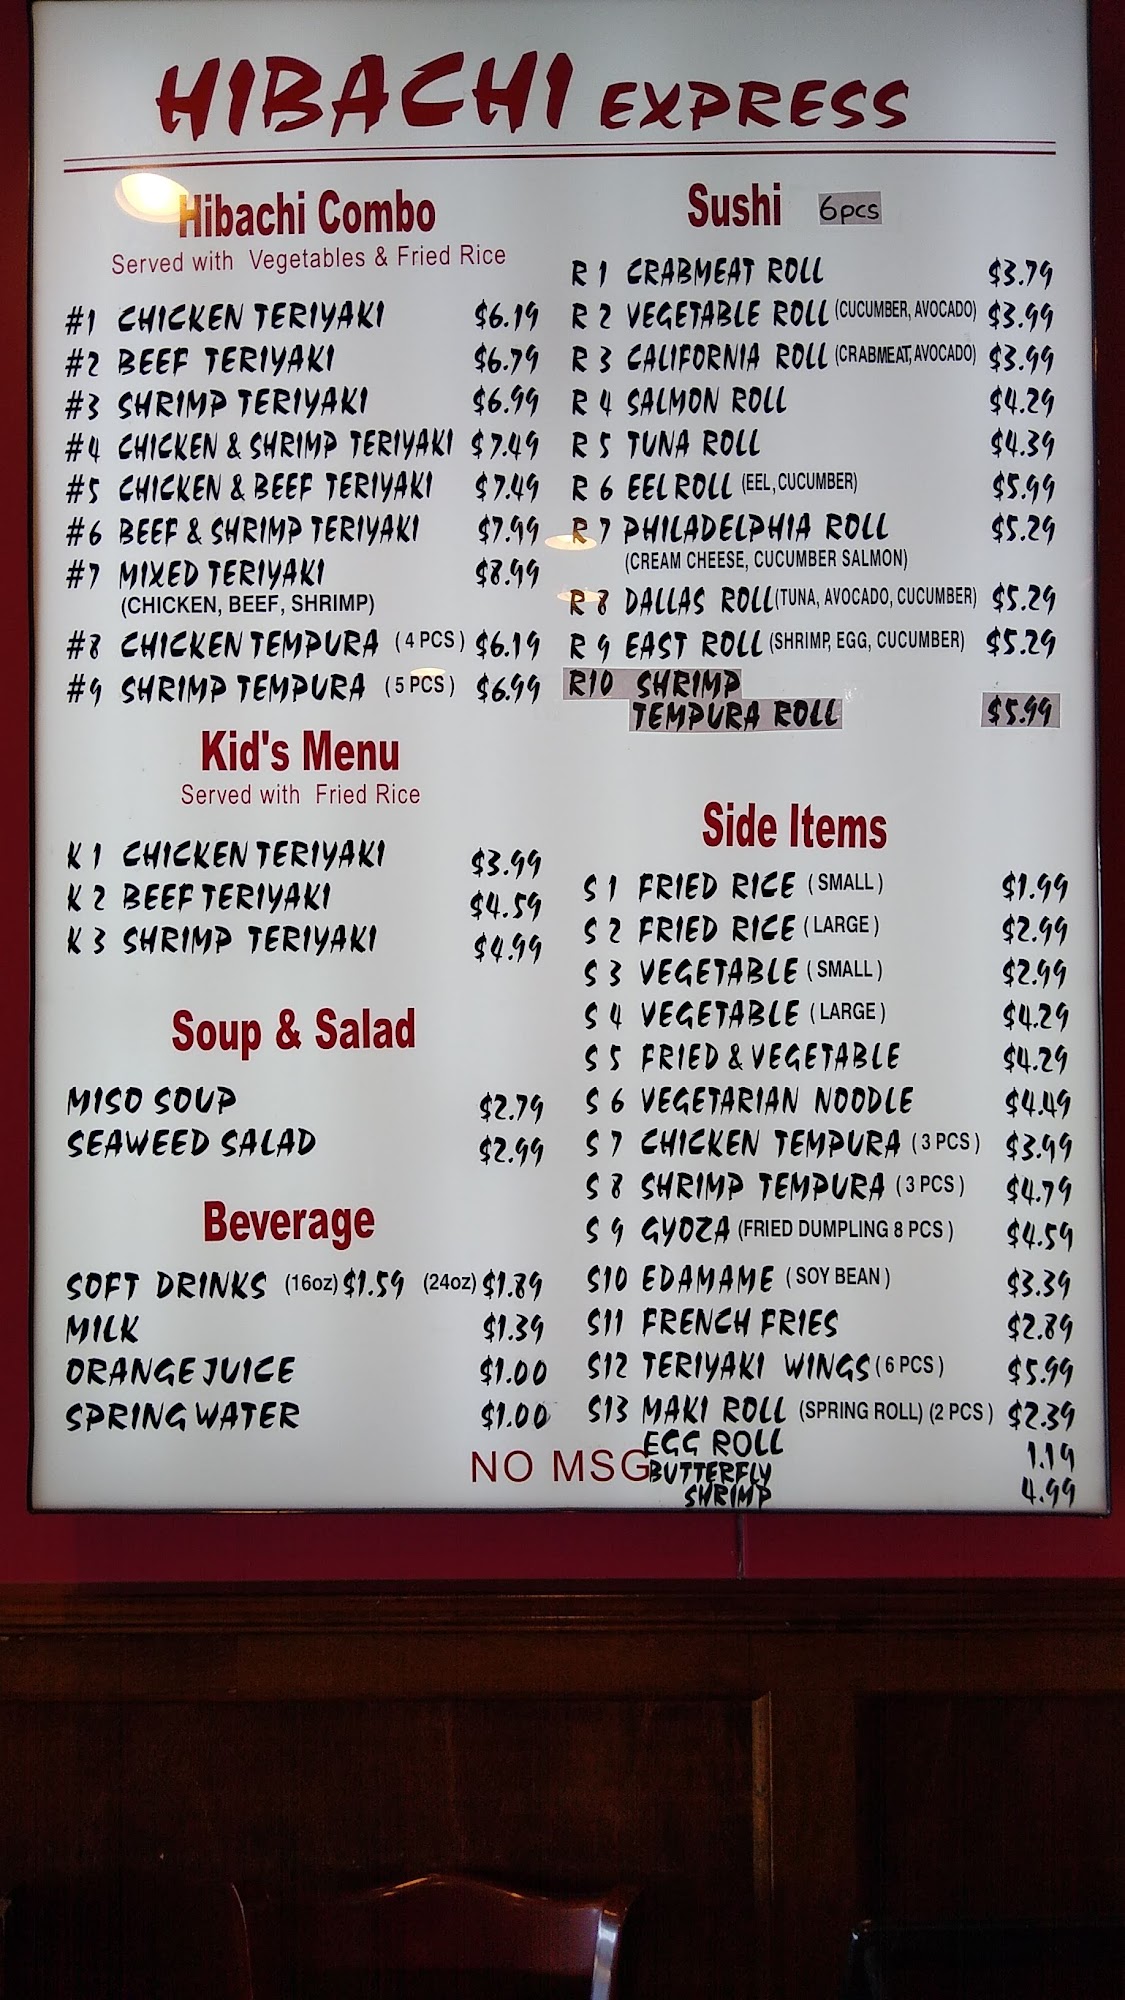 HIBACHI EXPRESS
Hibachi Combo
Served with Vegetables & Fried Rice
#1 CHICKEN TERIYAKI $6.19
#2 BEEF TERIYAKI $6.79
#3 SHRIMP TERIYAKI $6.99
#4 CHICKEN & SHRIMP TERIYAKI $7.49
#5 CHICKEN & BEEF TERIYAKI $7.49
#6 BEEF & SHRIMP TERIYAKI $7.99
#7 MIXED TERIYAKI $8.99
(CHICKEN, BEEF, SHRIMP)
#8 CHICKEN TEMPURA (4 PCS) $6.19
#9 SHRIMP TEMPURA (5 PCS) $6.99
Kid's Menu
Served with Fried Rice
K 1 CHICKEN TERIYAKI $3.99
K 2 BEEF TERIYAKI $4.59
K 3 SHRIMP TERIYAKI $4.99
Soup & Salad
MISO SOUP $2.79
SEAWEED SALAD $2.99
Beverage
SOFT DRINKS (16oz) $1.59 (24oz) $1.89
MILK $1.39
ORANGE JUICE $1.00
SPRING WATER $1.00
NO MSG
Sushi 6pcs
R 1 CRABMEAT ROLL $3.79
R 2 VEGETABLE ROLL (CUCUMBER, AVOCADO) $3.99
R 3 CALIFORNIA ROLL (CRABMEAT, AVOCADO) $3.99
R 4 SALMON ROLL $4.29
R 5 TUNA ROLL $4.39
R 6 EEL ROLL (EEL, CUCUMBER) $5.99
R 7 PHILADELPHIA ROLL $5.29
(CREAM CHEESE, CUCUMBER SALMON)
R 8 DALLAS ROLL (TUNA, AVOCADO, CUCUMBER) $5.29
R 9 EAST ROLL (SHRIMP, EGG, CUCUMBER) $5.29
R10 SHRIMP
TEMPURA ROLL $5.99
Side Items
S 1 FRIED RICE (SMALL) $1.99
S 2 FRIED RICE (LARGE) $2.99
S 3 VEGETABLE (SMALL) $2.99
S 4 VEGETABLE (LARGE) $4.29
S 5 FRIED & VEGETABLE $4.29
S 6 VEGETARIAN NOODLE $4.49
S 7 CHICKEN TEMPURA (3 PCS) $3.99
S 8 SHRIMP TEMPURA (3 PCS) $4.79
S 9 GYOZA (FRIED DUMPLING 8 PCS) $4.59
S10 EDAMAME (SOY BEAN) $3.39
S11 FRENCH FRIES $2.89
S12 TERIYAKI WINGS (6 PCS) $5.99
S13 MAKI ROLL (SPRING ROLL) (2 PCS) $2.39
EGG ROLL 1.19
BUTTERFLY
SHRIMP 4.99